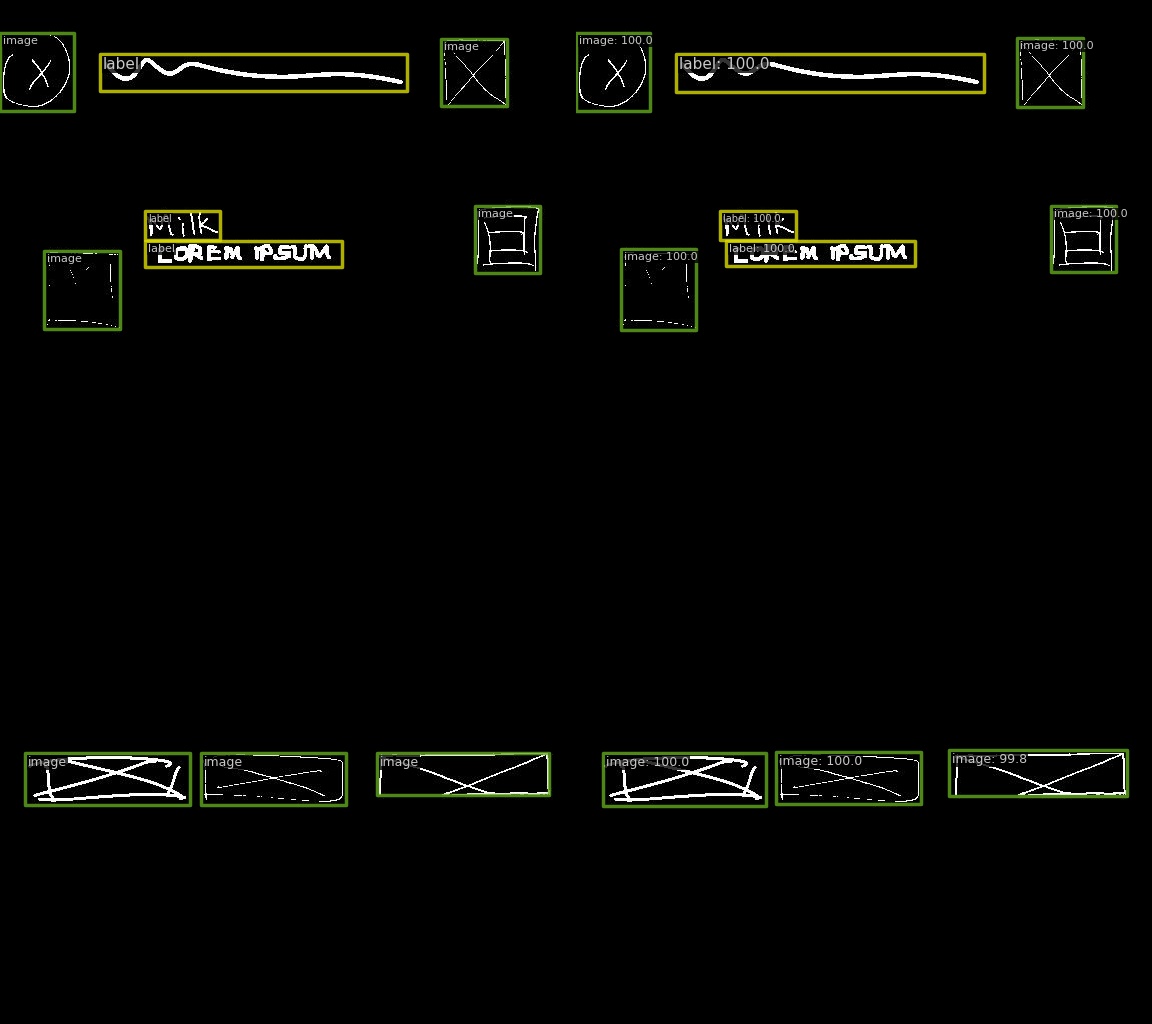 image label image image: 100.0 label: 100.0 image: 100.0
label image label: 100.0 image: 100.0
Milk Milk
label LOREM IPSUM label: 100.0 LOREM IPSUM
image image: 100.0
image image image image: 100.0 image: 100.0 image: 99.8